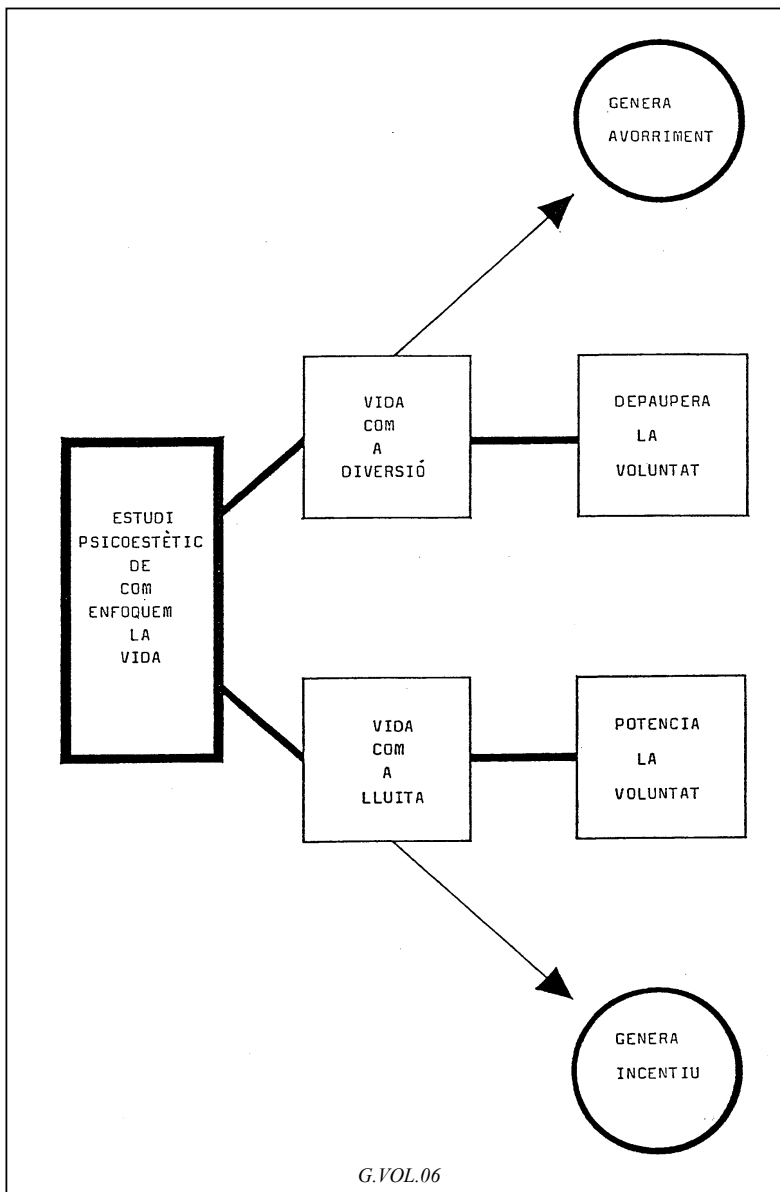 GENERA
AVORRIMENT
VIDA
COM
A
DIVERSIÓ
DEPAUPERA
LA
VOLUNTAT
ESTUDI
PSICOESTÈTIC
DE
COM
ENFOQUEM
LA
VIDA
VIDA
COM
A
LLUITA
POTENCIA
LA
VOLUNTAT
GENERA
INCENTIU
G.VOL.06